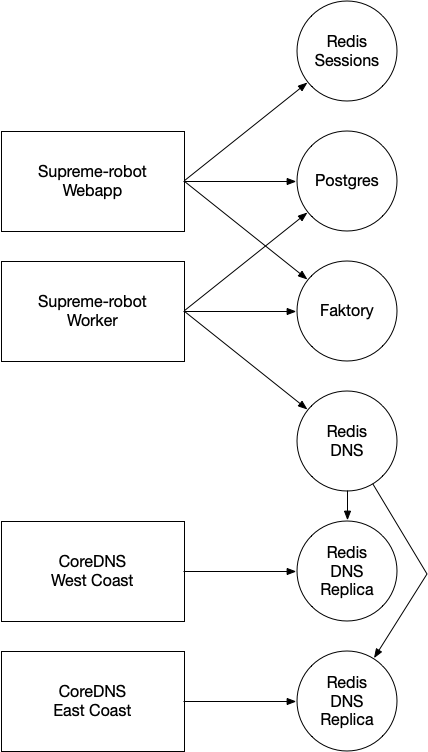 Redis
Sessions
Supreme-robot
Webapp
Postgres
Supreme-robot
Worker
Faktory
Redis
DNS
CoreDNS
West Coast
Redis
DNS
Replica
CoreDNS
East Coast
Redis
DNS
Replica